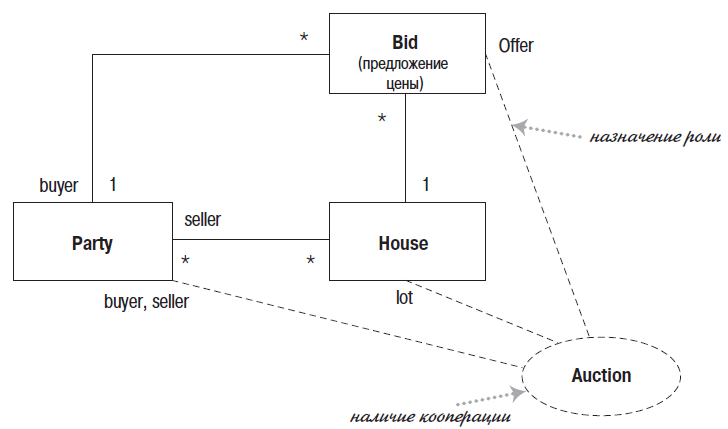 *
Bid
(предложение
цены)
Offer
*
назначение роли
buyer
1
1
Party
seller
House
*
*
buyer, seller
lot
Auction
наличие кооперации